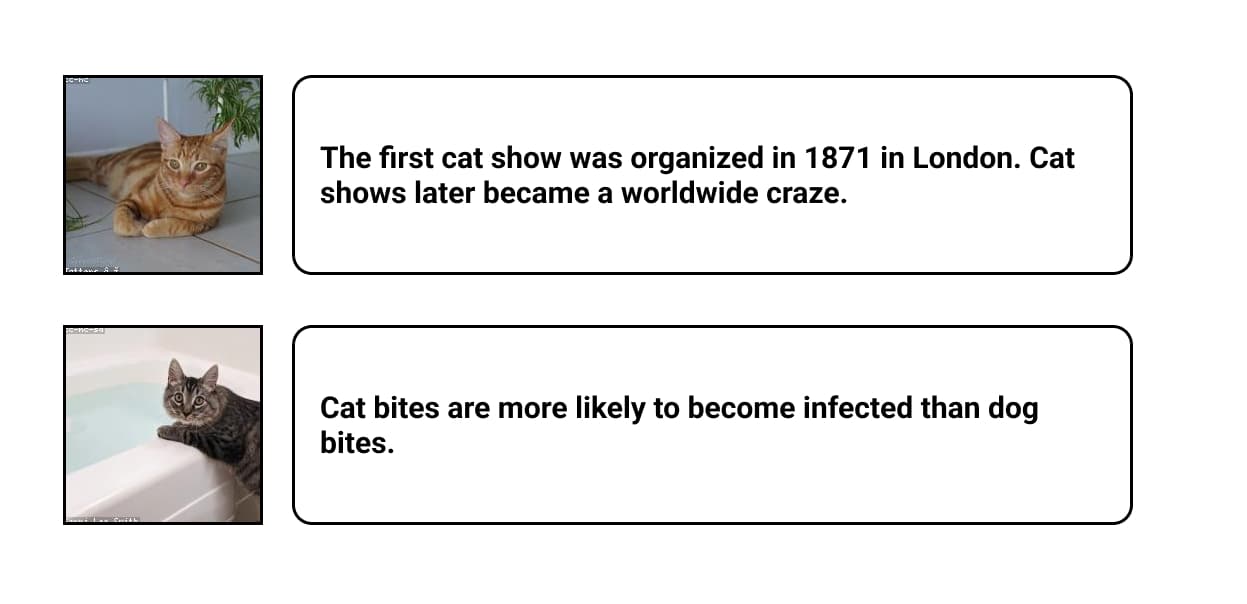 The first cat show was organized in 1871 in London. Cat
shows later became a worldwide craze.
Cat bites are more likely to become infected than dog
bites.